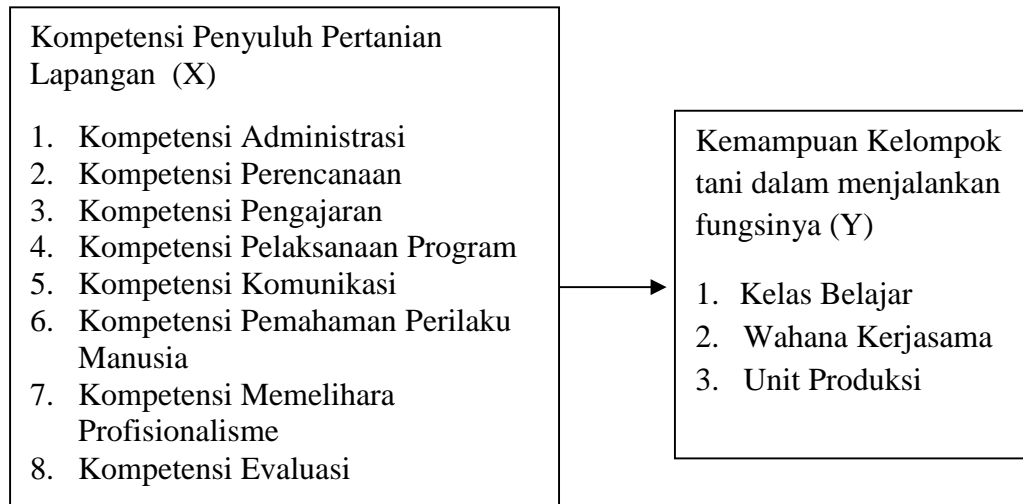 Kompetensi Penyuluh Pertanian
Lapangan (X)
1. Kompetensi Administrasi
2. Kompetensi Perencanaan
3. Kompetensi Pengajaran
4. Kompetensi Pelaksanaan Program
5. Kompetensi Komunikasi
6. Kompetensi Pemahaman Perilaku
Manusia
7. Kompetensi Memelihara
Profisionalisme
8. Kompetensi Evaluasi
Kemampuan Kelompok
tani dalam menjalankan
fungsinya (Y)
1. Kelas Belajar
2. Wahana Kerjasama
3. Unit Produksi